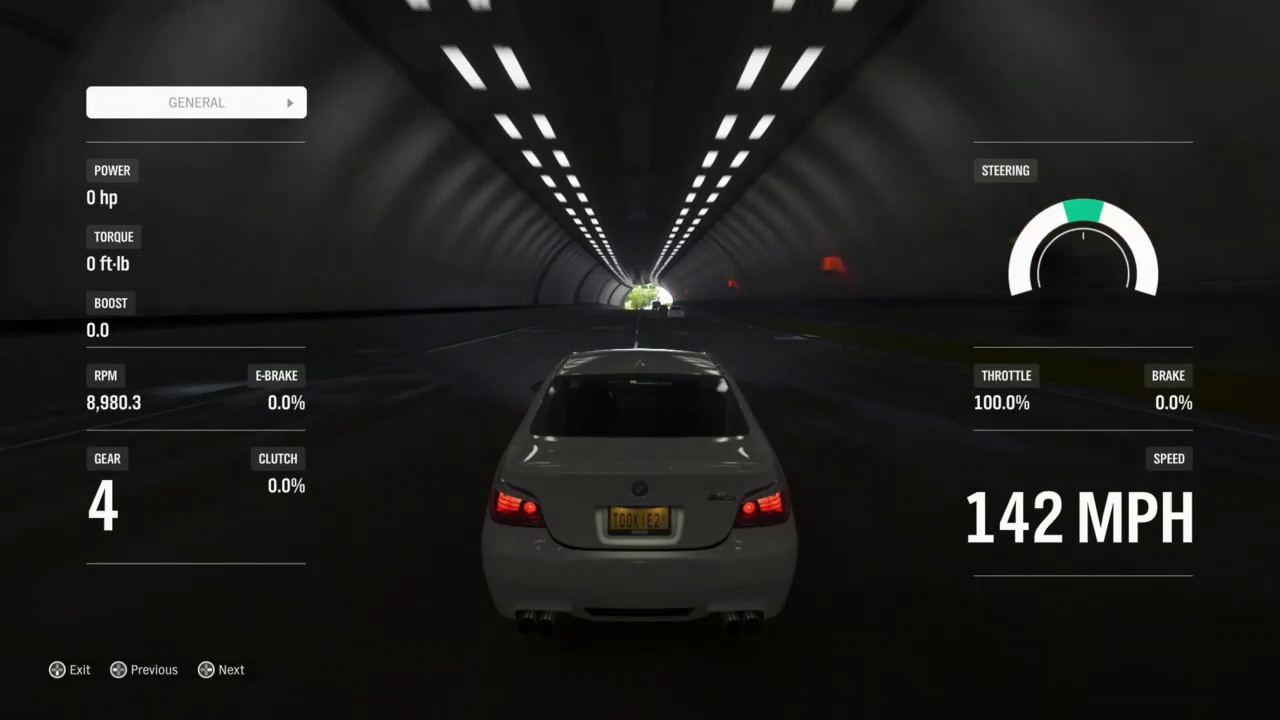 GENERAL
POWER
0 hp
TORQUE
0 ft·lb
BOOST
0.0
RPM
E-BRAKE
8,980.3
0.0%
GEAR
CLUTCH
4
0.0%
STEERING
THROTTLE
BRAKE
100.0%
0.0%
SPEED
142 MPH
TOOKIE2
Exit
Previous
Next